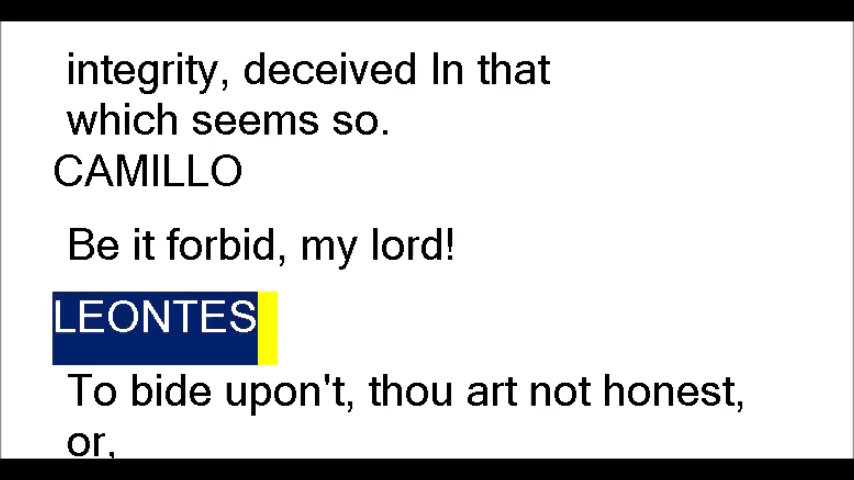 integrity, deceived In that
which seems so.
CAMILLO
Be it forbid, my lord!
LEONTES
To bide upon't, thou art not honest,
or,